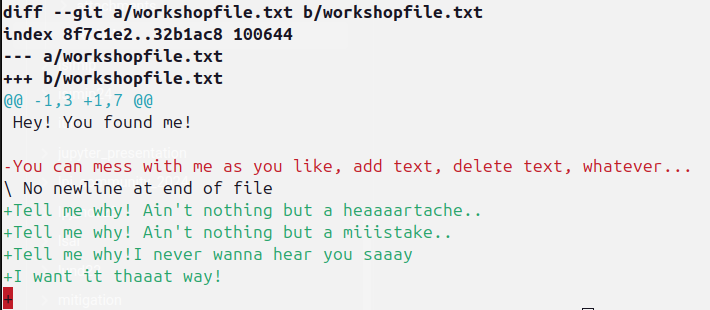 diff --git a/workshopfile.txt b/workshopfile.txt
index 8f7c1e2..32b1ac8 100644
--- a/workshopfile.txt
+++ b/workshopfile.txt
@@ -1,3 +1,7 @@
 Hey! You found me!
jupyter_presentation
-You can mess with me as you like, add text, delete text, whatever...
\ No newline at end of file
+Tell me why! Ain't nothing but a heaaaartache..
+Tell me why! Ain't nothing but a miiistake..
+Tell me why!I never wanna hear you saaay
+I want it thaaat way!
+
mitigation